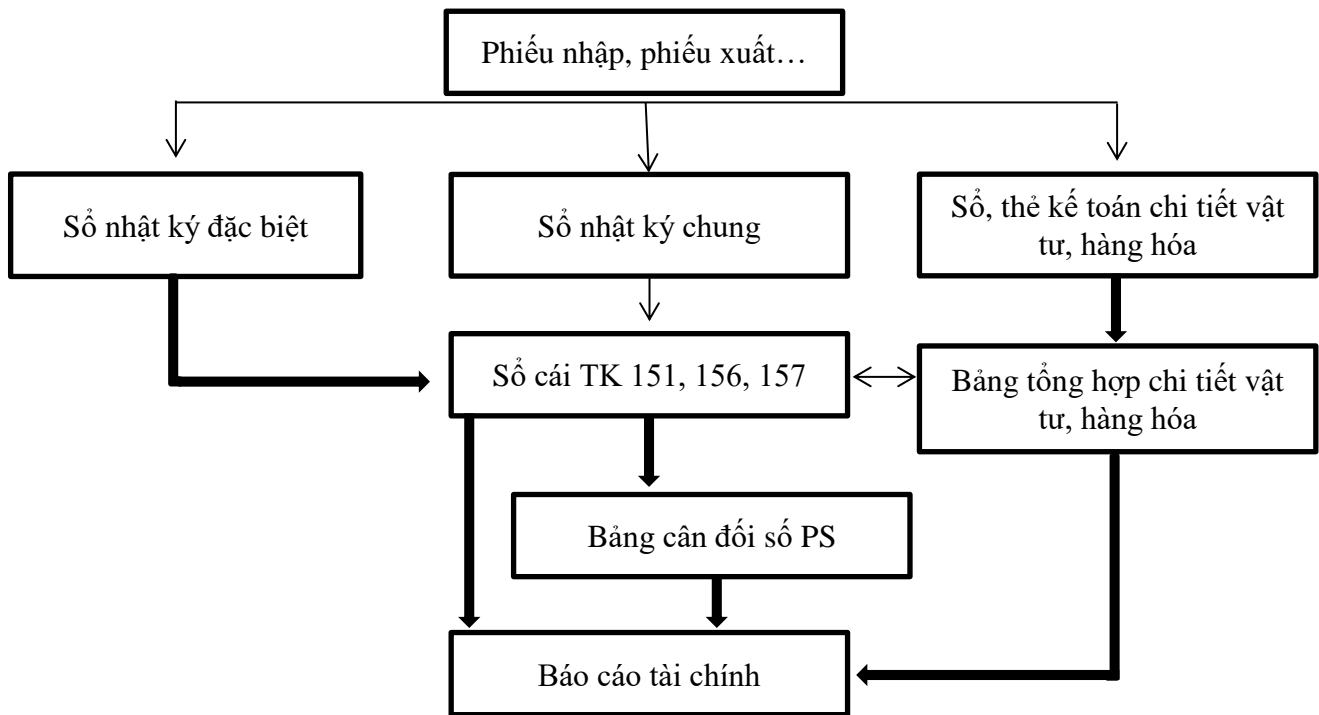 Phiếu nhập, phiếu xuất…
Sổ nhật ký đặc biệt
Sổ nhật ký chung
Sổ, thẻ kế toán chi tiết vật
tư, hàng hóa
Sổ cái TK 151, 156, 157
Bảng tổng hợp chi tiết vật
tư, hàng hóa
Bảng cân đối số PS
Báo cáo tài chính